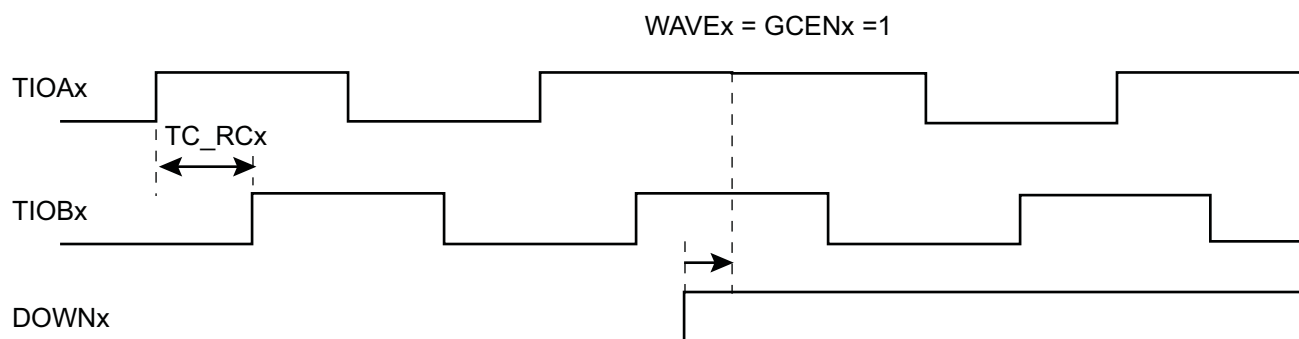 WAVEx = GCENx =1
TIOAx
TC_RCx
TIOBx
DOWNx